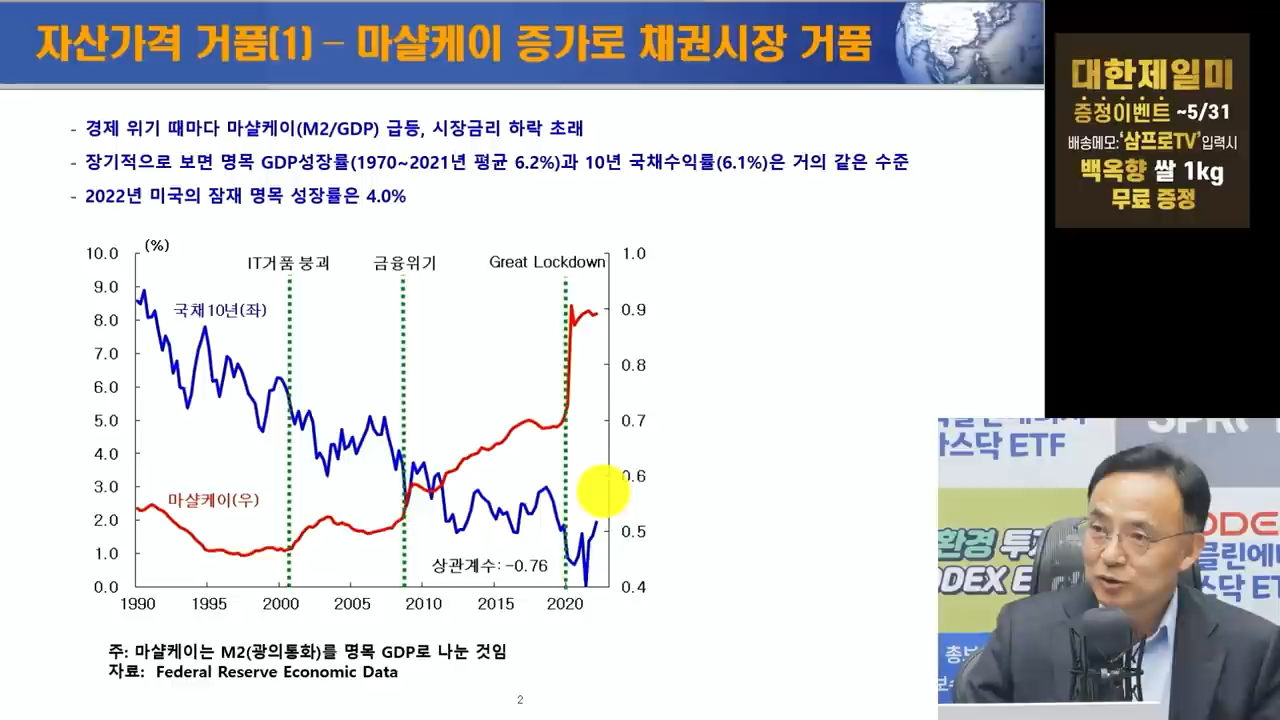 자산가격 거품(1) – 마샬케이 증가로 채권시장 거품
- 경제 위기 때마다 마샬케이(M2/GDP) 급등, 시장금리 하락 초래
- 장기적으로 보면 명목 GDP성장률(1970~2021년 평균 6.2%)과 10년 국채수익률(6.1%)은 거의 같은 수준
- 2022년 미국의 잠재 명목 성장률은 4.0%
(%)
10.0
9.0
8.0
7.0
6.0
5.0
4.0
3.0
2.0
1.0
0.0
IT거품 붕괴
금융위기
Great Lockdown
국채10년(좌)
마샬케이(우)
상관계수: -0.76
1.0
0.9
0.8
0.7
0.6
0.5
0.4
1990 1995 2000 2005 2010 2015 2020
주: 마샬케이는 M2(광의통화)를 명목 GDP로 나눈 것임
자료: Federal Reserve Economic Data
2
대한제일미
증정이벤트 ~5/31
배송메모:'삼프로TV'입력시
백옥향 쌀 1kg
무료 증정
스닥 ETF
환경 투
ODEX E
클린에
스닥 ET
총보